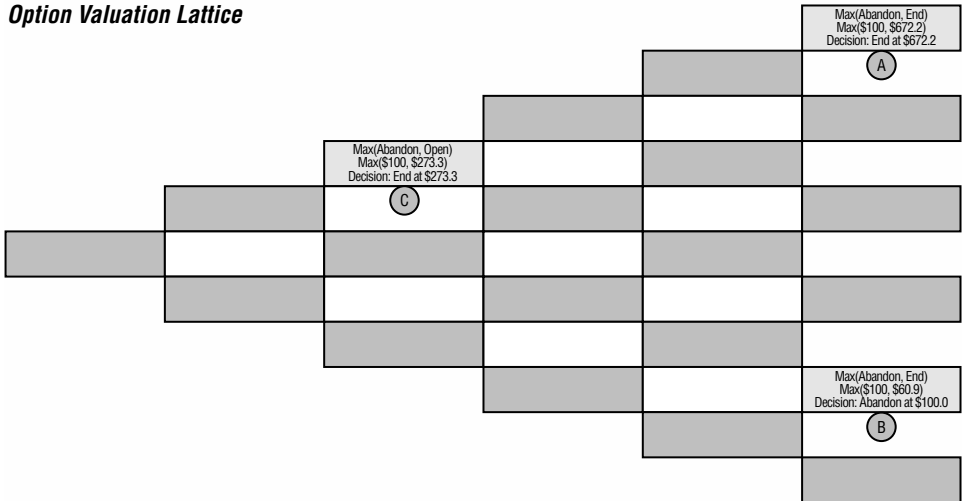 Option Valuation Lattice
Max(Abandon, End)
Max($100, $672.2)
Decision: End at $672.2
A
Max(Abandon, Open)
Max($100, $273.3)
Decision: End at $273.3
C
Max(Abandon, End)
Max($100, $60.9)
Decision: Abandon at $100.0
B